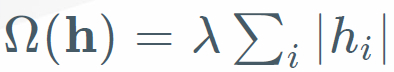 Ω(𝐡) = λ ∑ᵢ |hᵢ|